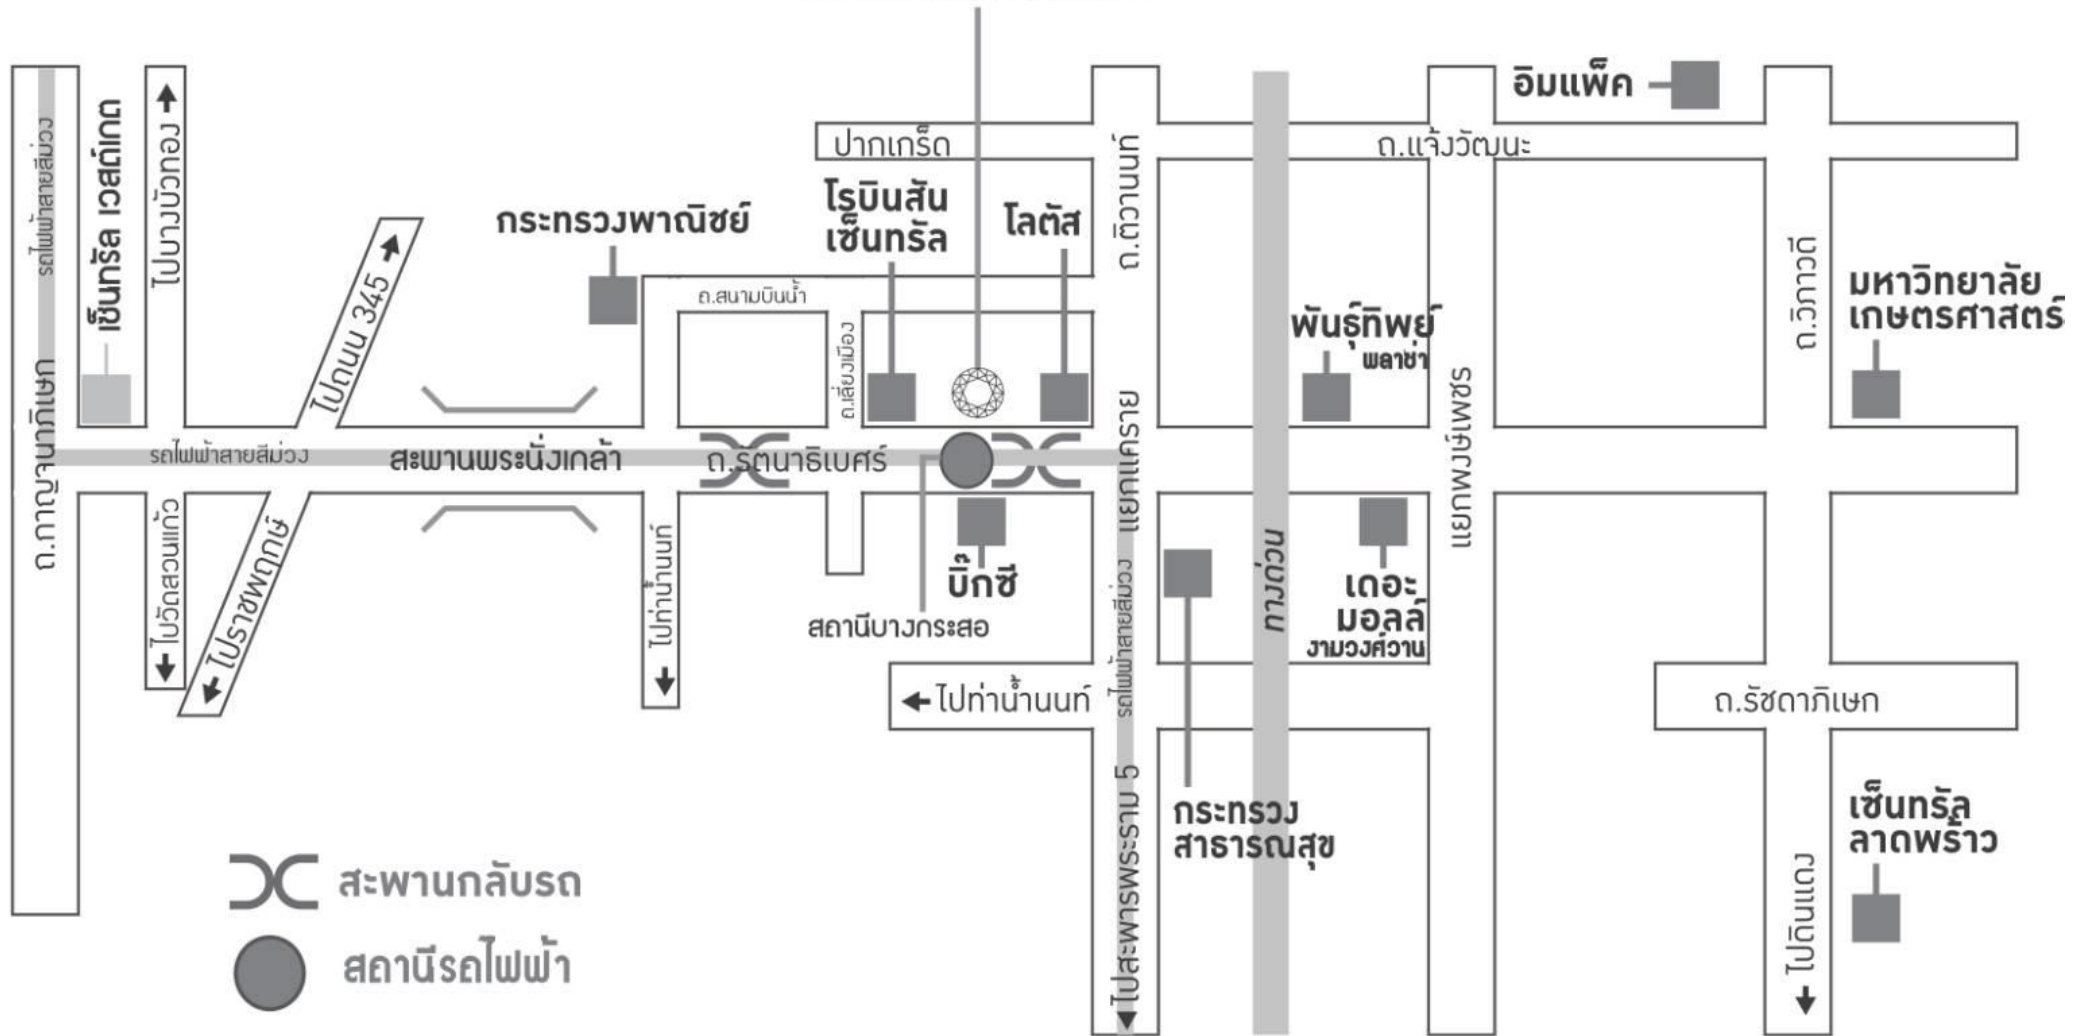 อิมแพ็ค
ปากเกร็ด
ถ.แจ้งวัฒนะ
รถไฟฟ้าสายสีม่วง
เซ็นทรัล เวสต์เกต
ไปบางบัวทอง
กระทรวงพาณิชย์
โรบินสัน
เซ็นทรัล
โลตัส
ถ.ติวานนท์
ถ.วิภาวดี
มหาวิทยาลัย
เกษตรศาสตร์
ไปถนน 345
ถ.สนามบินน้ำ
ถ.เลี่ยงเมือง
พันธุ์ทิพย์
พลาซ่า
ถ.กาญจนาภิเษก
รถไฟฟ้าสายสีม่วง
สะพานพระนั่งเกล้า
ถ.รัตนาธิเบศร์
แยกแคราย
แยกพงษ์เพชร
ไปวัดสวนแก้ว
ไปราชพฤกษ์
ไปท่าน้ำนนท์
บิ๊กซี
สถานีบางกระสอ
รถไฟฟ้าสายสีม่วง
ทางด่วน
เดอะ
มอลล์
งามวงศ์วาน
ไปท่าน้ำนนท์
ถ.รัชดาภิเษก
ไปสะพานพระราม 5
กระทรวง
สาธารณสุข
เซ็นทรัล
ลาดพร้าว
ไปดินแดง
สะพานกลับรถ
สถานีรถไฟฟ้า